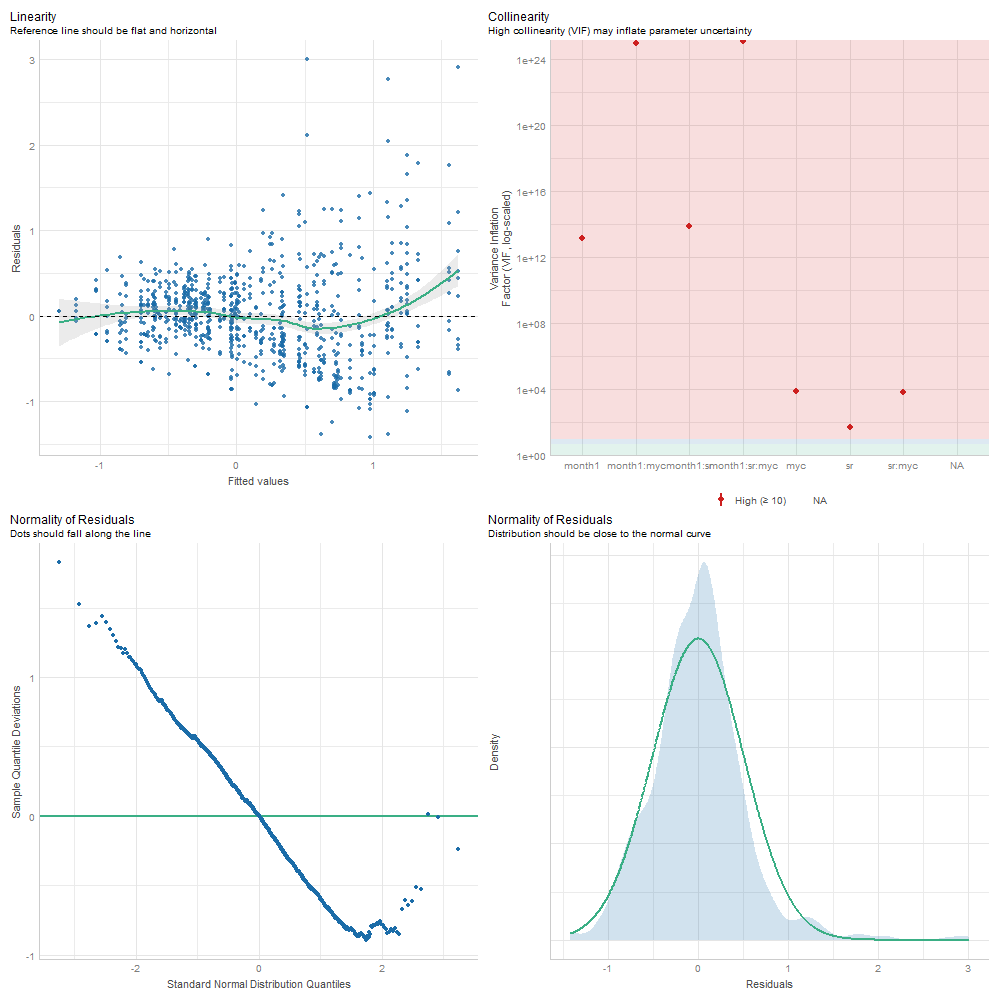 Linearity
Reference line should be flat and horizontal
3
2
1
0
-1
Residuals
-1
0
1
Fitted values
Collinearity
High collinearity (VIF) may inflate parameter uncertainty
1e+24
1e+20
1e+16
1e+12
1e+08
1e+04
1e+00
Variance Inflation
Factor (VIF, log-scaled)
month1
month1:myc
month1:sr:myc
myc
sr
sr:myc
NA
High (≥ 10)
NA
Normality of Residuals
Dots should fall along the line
1
0
-1
Sample Quantile Deviations
-2
0
2
Standard Normal Distribution Quantiles
Normality of Residuals
Distribution should be close to the normal curve
Density
-1
0
1
2
3
Residuals